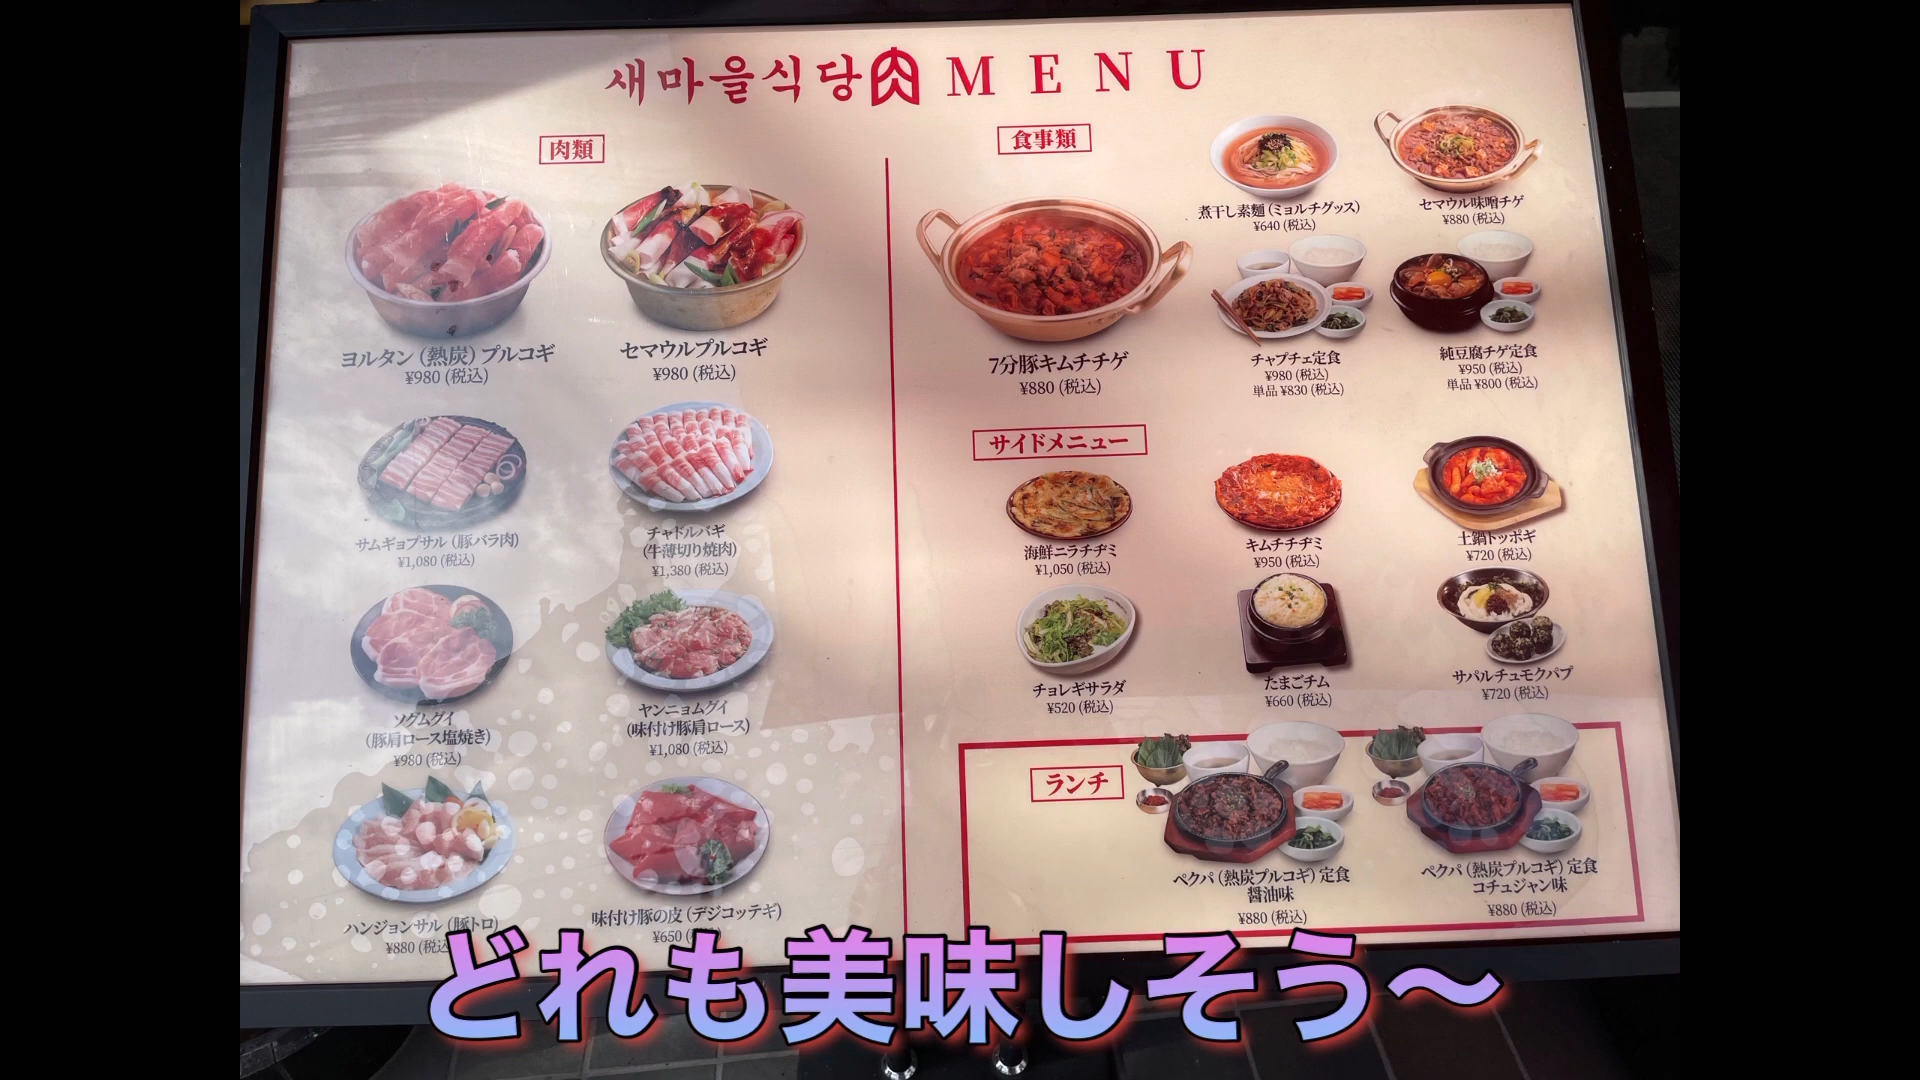 새마을식당 肉 MENU
肉類
ヨルタン（熱炭）プルコギ
¥980 (税込)
セマウルプルコギ
¥980 (税込)
サムギョプサル（豚バラ肉）
¥1,080 (税込)
チャドルバギ
（牛薄切り焼肉）
¥1,380 (税込)
ソグムグイ
（豚肩ロース塩焼き）
¥980 (税込)
ヤンニョムグイ
（味付け豚肩ロース）
¥1,080 (税込)
ハンジョンサル（豚トロ）
¥880 (税込
味付け豚の皮（デジコッテギ）
¥650
食事類
7分豚キムチチゲ
¥880 (税込)
煮干し素麺（ミョルチグッス）
¥640 (税込)
セマウル味噌チゲ
¥880 (税込)
チャプチェ定食
¥980 (税込)
単品 ¥830 (税込)
純豆腐チゲ定食
¥950 (税込)
単品 ¥800 (税込)
サイドメニュー
海鮮ニラチヂミ
¥1,050 (税込)
キムチチヂミ
¥950 (税込)
土鍋トッポギ
¥720 (税込)
チョレギサラダ
¥520 (税込)
たまごチム
¥660 (税込)
サパルチュモクパプ
¥720 (税込)
ランチ
ペクパ（熱炭プルコギ）定食
醤油味
¥880 (税込)
ペクパ（熱炭プルコギ）定食
コチュジャン味
¥880 (税込)
どれも美味しそう〜